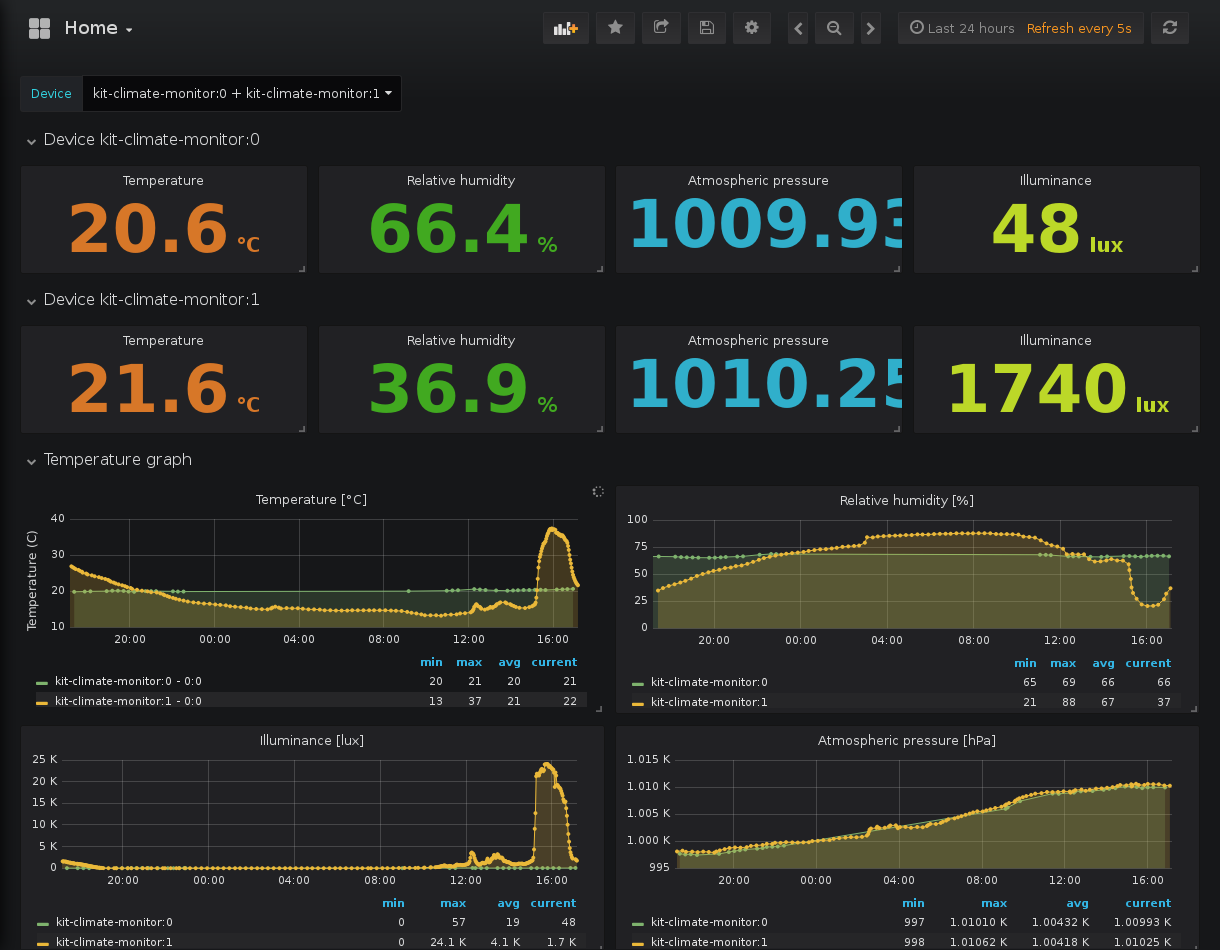 Home
Last 24 hours Refresh every 5s
Device kit-climate-monitor:0 + kit-climate-monitor:1
Device kit-climate-monitor:0
Temperature Relative humidity Atmospheric pressure Illuminance
20.6 °C 66.4 % 1009.93 48 lux
Device kit-climate-monitor:1
Temperature Relative humidity Atmospheric pressure Illuminance
21.6 °C 36.9 % 1010.25 1740 lux
Temperature graph
Temperature [°C]
Temperature (C)
40
30
20
10
20:00 00:00 04:00 08:00 12:00 16:00
min max avg current
kit-climate-monitor:0 - 0:0 20 21 20 21
kit-climate-monitor:1 - 0:0 13 37 21 22
Relative humidity [%]
100
75
50
25
0
20:00 00:00 04:00 08:00 12:00 16:00
min max avg current
kit-climate-monitor:0 65 69 66 66
kit-climate-monitor:1 21 88 67 37
Illuminance [lux]
25 K
20 K
15 K
10 K
5 K
0
20:00 00:00 04:00 08:00 12:00 16:00
min max avg current
kit-climate-monitor:0 0 57 19 48
kit-climate-monitor:1 0 24.1 K 4.1 K 1.7 K
Atmospheric pressure [hPa]
1.015 K
1.010 K
1.005 K
1.000 K
995
20:00 00:00 04:00 08:00 12:00 16:00
min max avg current
kit-climate-monitor:0 997 1.01010 K 1.00432 K 1.00993 K
kit-climate-monitor:1 998 1.01062 K 1.00418 K 1.01025 K